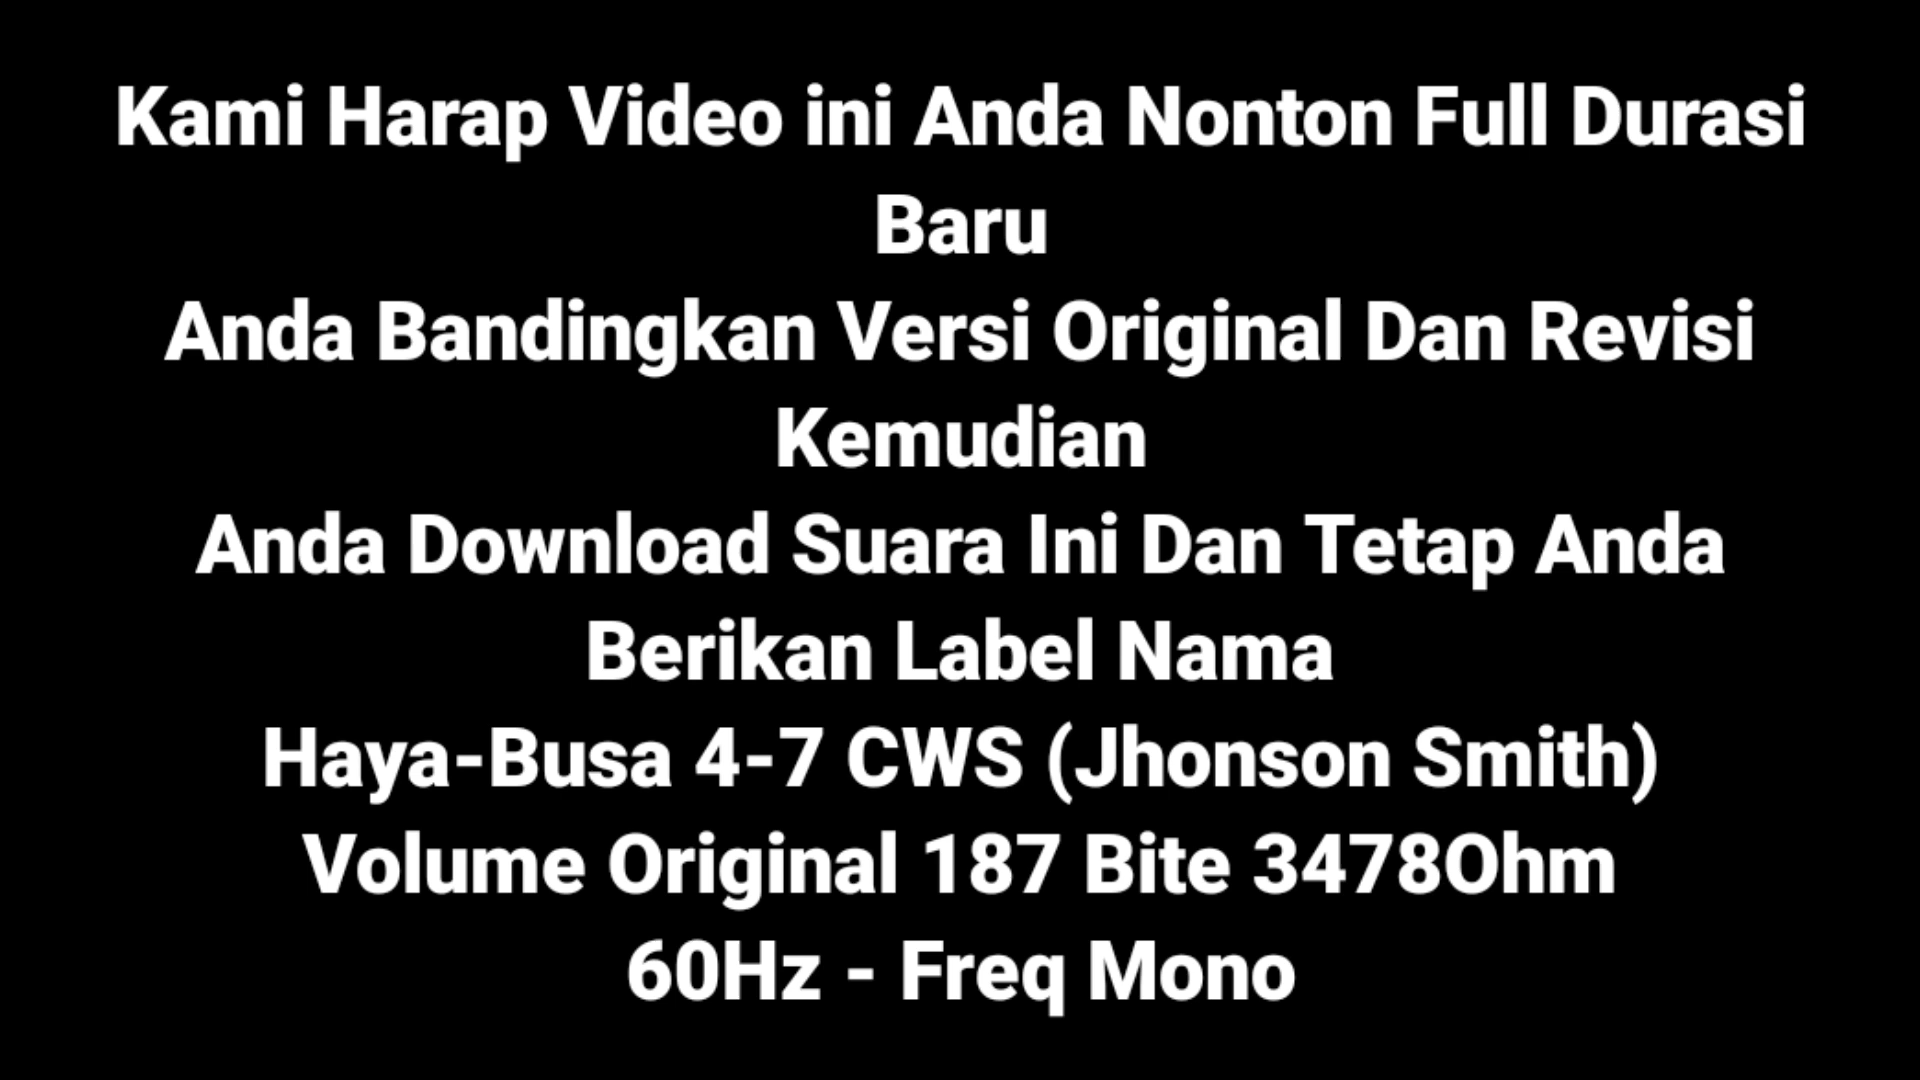 Kami Harap Video ini Anda Nonton Full Durasi
Baru
Anda Bandingkan Versi Original Dan Revisi
Kemudian
Anda Download Suara Ini Dan Tetap Anda
Berikan Label Nama
Haya-Busa 4-7 CWS (Jhonson Smith)
Volume Original 187 Bite 3478Ohm
60Hz - Freq Mono